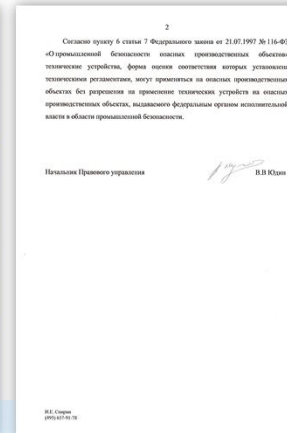 2
Согласно пункту 6 статьи 7 Федерального закона от 21.07.1997 № 116-ФЗ
«О промышленной безопасности опасных производственных объектов»
технические устройства, форма оценки соответствия которых установлена
техническими регламентами, могут применяться на опасных производственных
объектах без разрешения на применение технических устройств на опасных
производственных объектах, выдаваемого федеральным органом исполнительной
власти в области промышленной безопасности.
Начальник Правового управления В.В Юдин
И.Г. Спиран
(495) 637-92-78